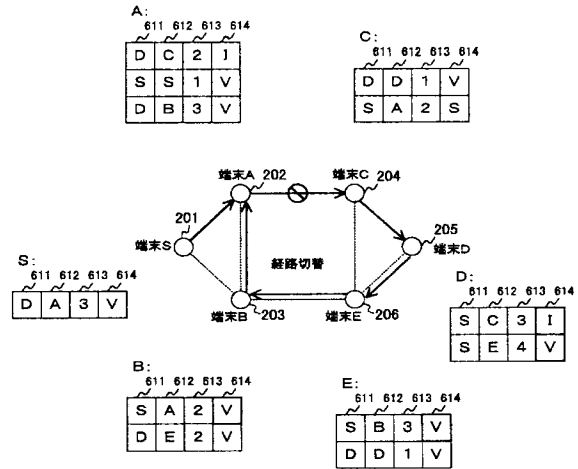 A:
611 612 613 614
D C 2 I
S S 1 V
D B 3 V
C:
611 612 613 614
D D 1 V
S A 2 S
端末A 202
端末C 204
201
端末S
205
端末D
経路切替
端末B 203
端末E 206
S:
611 612 613 614
D A 3 V
D:
611 612 613 614
S C 3 I
S E 4 V
B:
611 612 613 614
S A 2 V
D E 2 V
E:
611 612 613 614
S B 3 V
D D 1 V